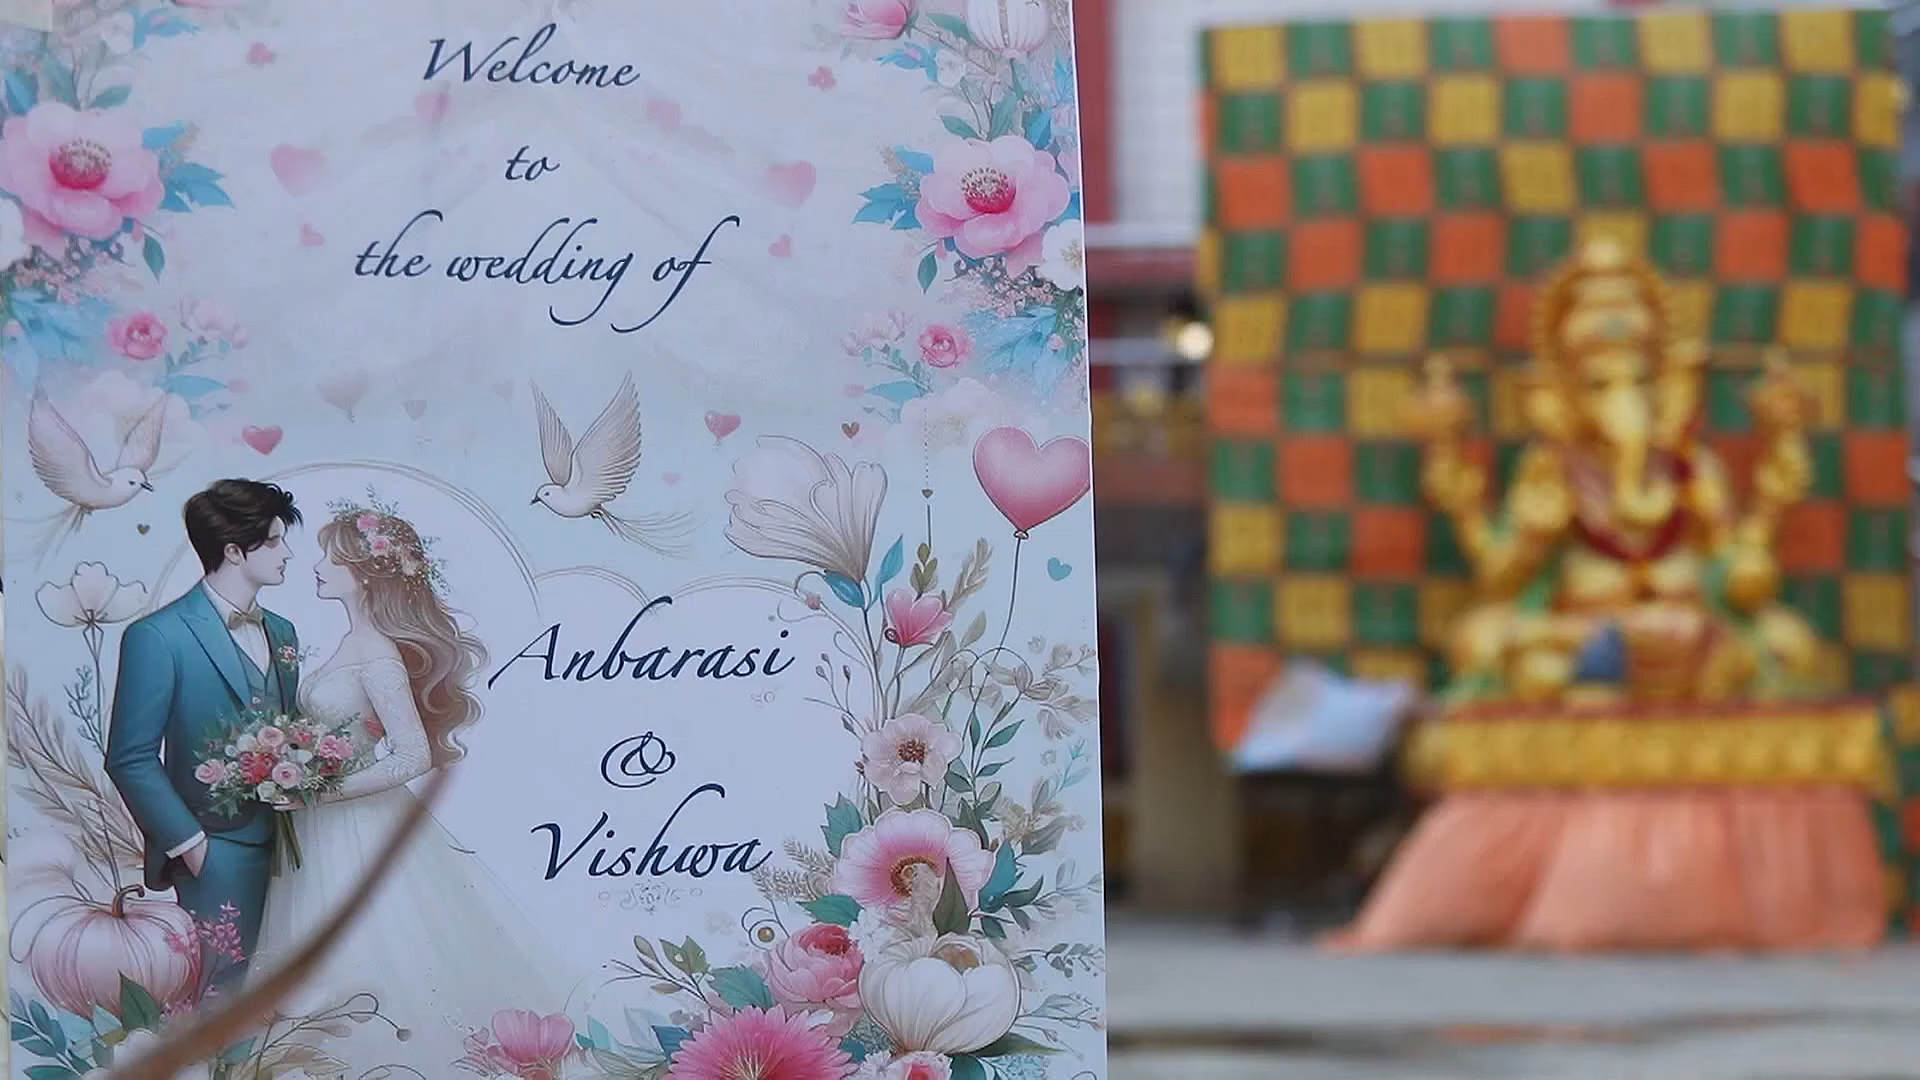 Welcome
to
the wedding of
Anbarasi
&
Vishwa